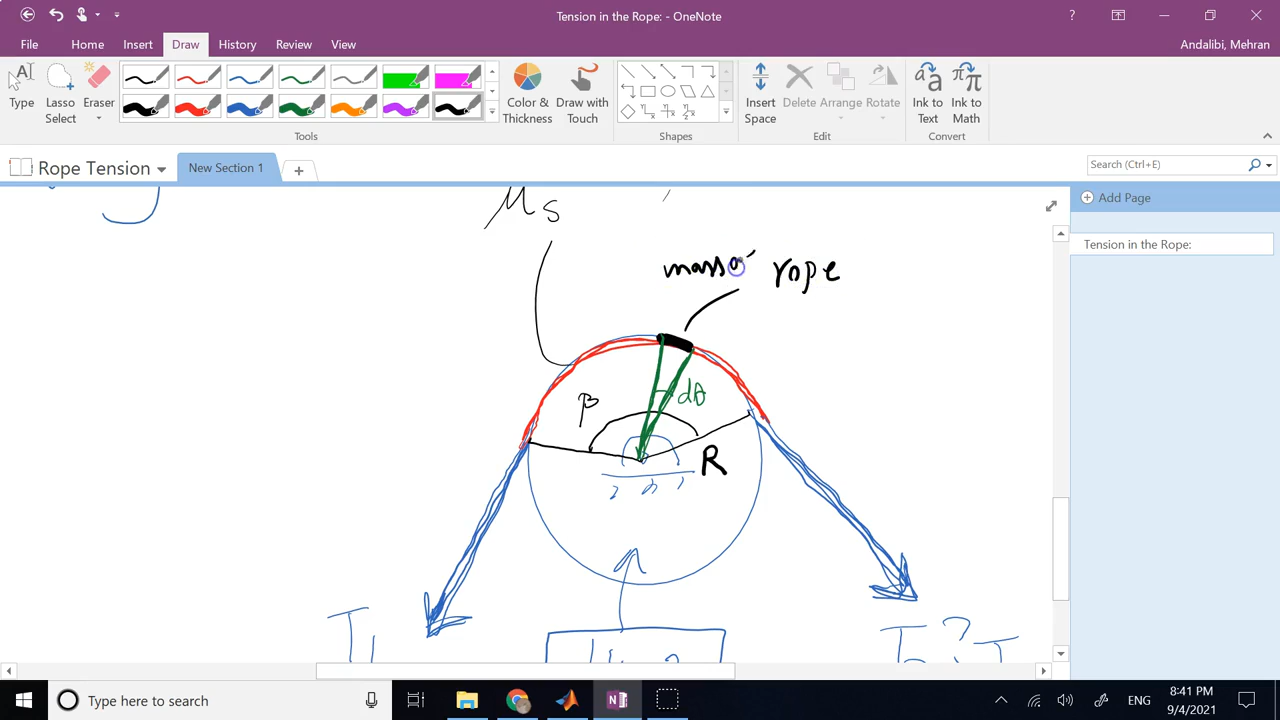 Tension in the Rope: - OneNote
?
File
Home
Insert
Draw
History
Review
View
Andalibi, Mehran
Type
Lasso Select
Eraser
Color & Thickness
Draw with Touch
Insert Space
Delete
Arrange
Rotate
Ink to Text
Ink to Math
Tools
Shapes
Edit
Convert
Rope Tension
New Section 1
+
Search (Ctrl+E)
Add Page
Tension in the Rope:
μs
mass
rope
β
dθ
R
T1
Type here to search
ENG
8:41 PM
9/4/2021